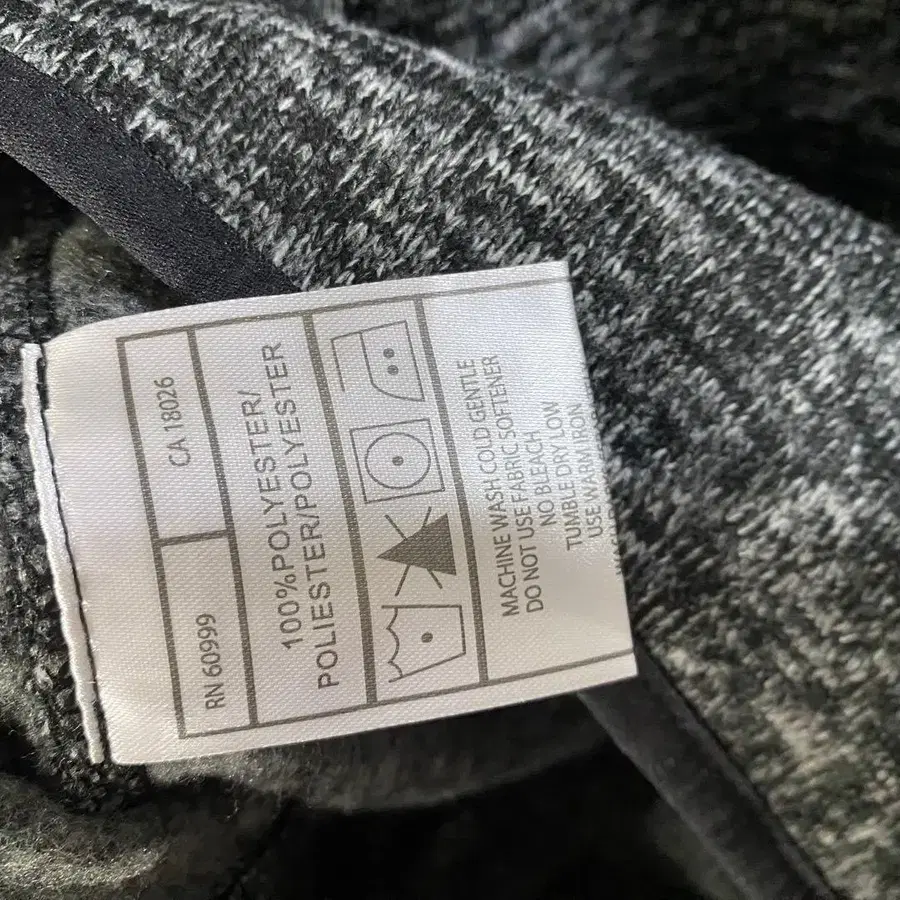 RN 60999
CA 18026
100%POLYESTER/
POLIESTER/POLYESTER
MACHINE WASH COLD GENTLE
DO NOT USE FABRIC SOFTENER
NO BLEACH
TUMBLE DRY LOW
USE WARM IRON